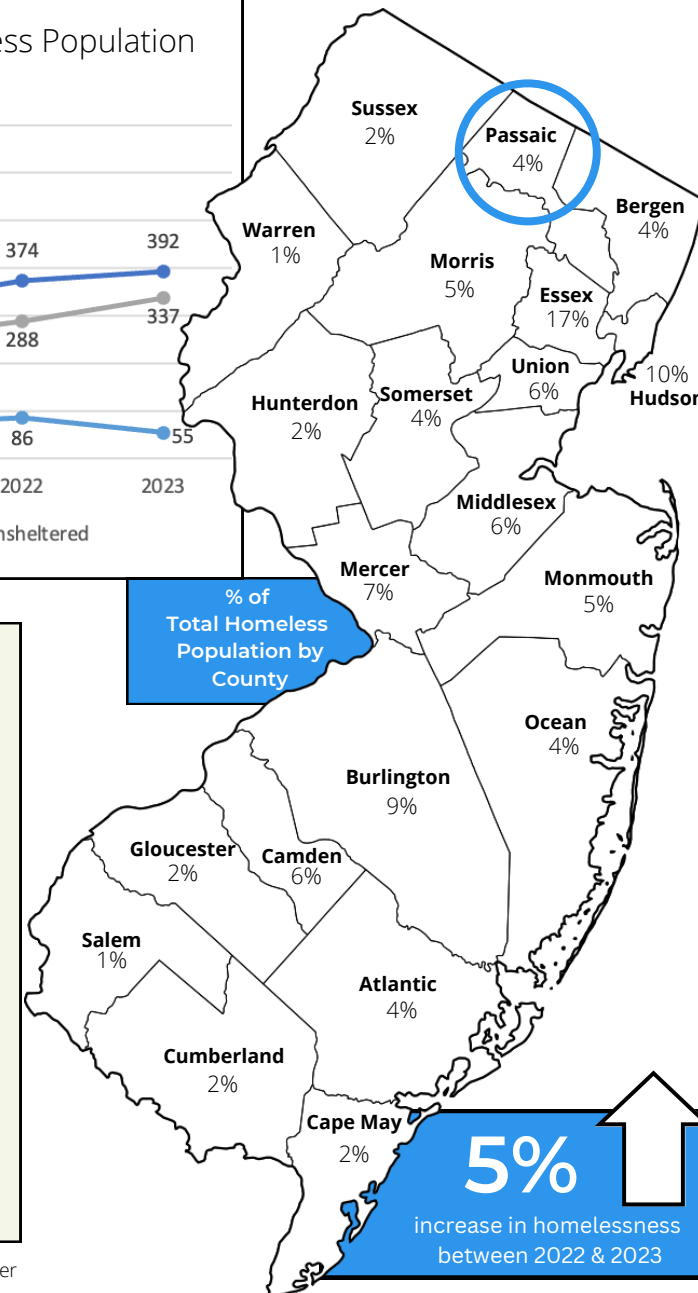 ess Population
374
392
288
337
86
55
2022
2023
nsheltered
Sussex
2%
Passaic
4%
Bergen
4%
Warren
1%
Morris
5%
Essex
17%
Union
6%
10%
Hudson
Hunterdon
2%
Somerset
4%
Middlesex
6%
Mercer
7%
Monmouth
5%
% of
Total Homeless
Population by
County
Ocean
4%
Burlington
9%
Gloucester
2%
Camden
6%
Salem
1%
Atlantic
4%
Cumberland
2%
Cape May
2%
5%
increase in homelessness
between 2022 & 2023
er